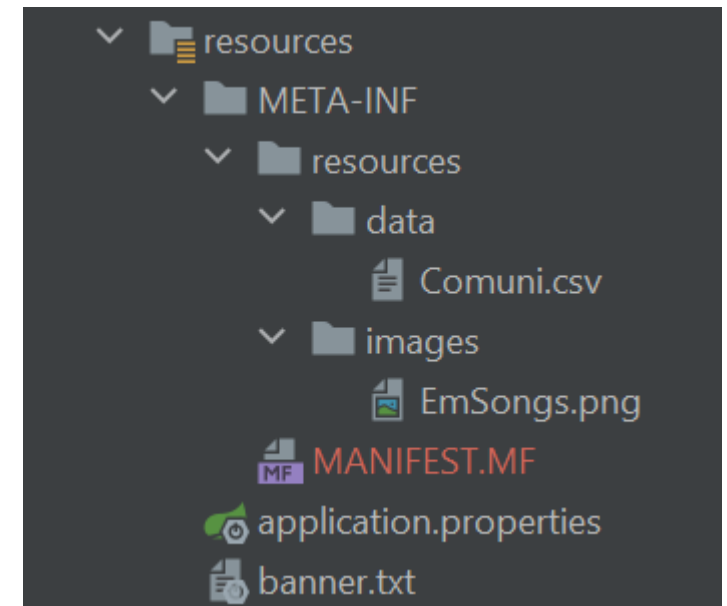 resources
META-INF
resources
data
Comuni.csv
images
EmSongs.png
MF MANIFEST.MF
application.properties
banner.txt